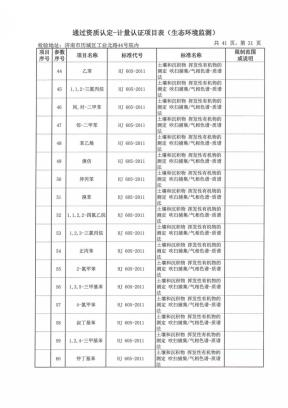 通过资质认定-计量认证项目表（生态环境监测）
检验地址：济南市历城区工业北路44号院内 共 41 页，第 31 页
项目序号 参数序号 项目名称 标准代号 标准名称 限制范围或说明
44 乙苯 HJ 605-2011 土壤和沉积物 挥发性有机物的测定 吹扫捕集/气相色谱-质谱法
45 1,1,2-三氯丙烷 HJ 605-2011 土壤和沉积物 挥发性有机物的测定 吹扫捕集/气相色谱-质谱法
46 间,对-二甲苯 HJ 605-2011 土壤和沉积物 挥发性有机物的测定 吹扫捕集/气相色谱-质谱法
47 邻-二甲苯 HJ 605-2011 土壤和沉积物 挥发性有机物的测定 吹扫捕集/气相色谱-质谱法
48 苯乙烯 HJ 605-2011 土壤和沉积物 挥发性有机物的测定 吹扫捕集/气相色谱-质谱法
49 溴仿 HJ 605-2011 土壤和沉积物 挥发性有机物的测定 吹扫捕集/气相色谱-质谱法
50 异丙苯 HJ 605-2011 土壤和沉积物 挥发性有机物的测定 吹扫捕集/气相色谱-质谱法
51 溴苯 HJ 605-2011 土壤和沉积物 挥发性有机物的测定 吹扫捕集/气相色谱-质谱法
52 1,1,2,2-四氯乙烷 HJ 605-2011 土壤和沉积物 挥发性有机物的测定 吹扫捕集/气相色谱-质谱法
53 1,2,3-三氯丙烷 HJ 605-2011 土壤和沉积物 挥发性有机物的测定 吹扫捕集/气相色谱-质谱法
54 正丙苯 HJ 605-2011 土壤和沉积物 挥发性有机物的测定 吹扫捕集/气相色谱-质谱法
55 2-氯甲苯 HJ 605-2011 土壤和沉积物 挥发性有机物的测定 吹扫捕集/气相色谱-质谱法
56 1,3,5-三甲基苯 HJ 605-2011 土壤和沉积物 挥发性有机物的测定 吹扫捕集/气相色谱-质谱法
57 4-氯甲苯 HJ 605-2011 土壤和沉积物 挥发性有机物的测定 吹扫捕集/气相色谱-质谱法
58 叔丁基苯 HJ 605-2011 土壤和沉积物 挥发性有机物的测定 吹扫捕集/气相色谱-质谱法
59 1,2,4-三甲基苯 HJ 605-2011 土壤和沉积物 挥发性有机物的测定 吹扫捕集/气相色谱-质谱法
60 仲丁基苯 HJ 605-2011 土壤和沉积物 挥发性有机物的测定 吹扫捕集/气相色谱-质谱法